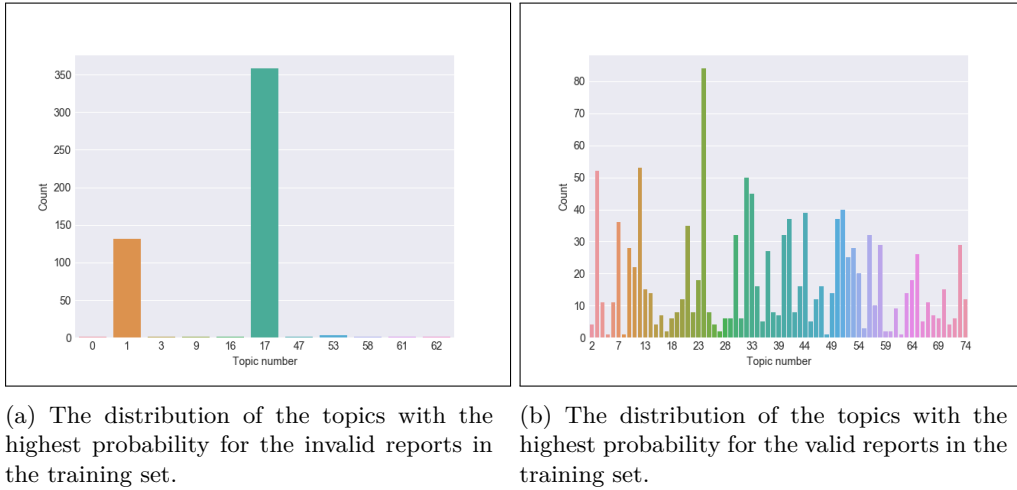 350
300
250
200
150
100
50
0
Count
0 1 3 9 16 17 47 53 58 61 62
Topic number
80
70
60
50
40
30
20
10
0
Count
2 7 13 18 23 28 33 39 44 49 54 59 64 69 74
Topic number
(a) The distribution of the topics with the
highest probability for the invalid reports in
the training set.
(b) The distribution of the topics with the
highest probability for the valid reports in the
training set.